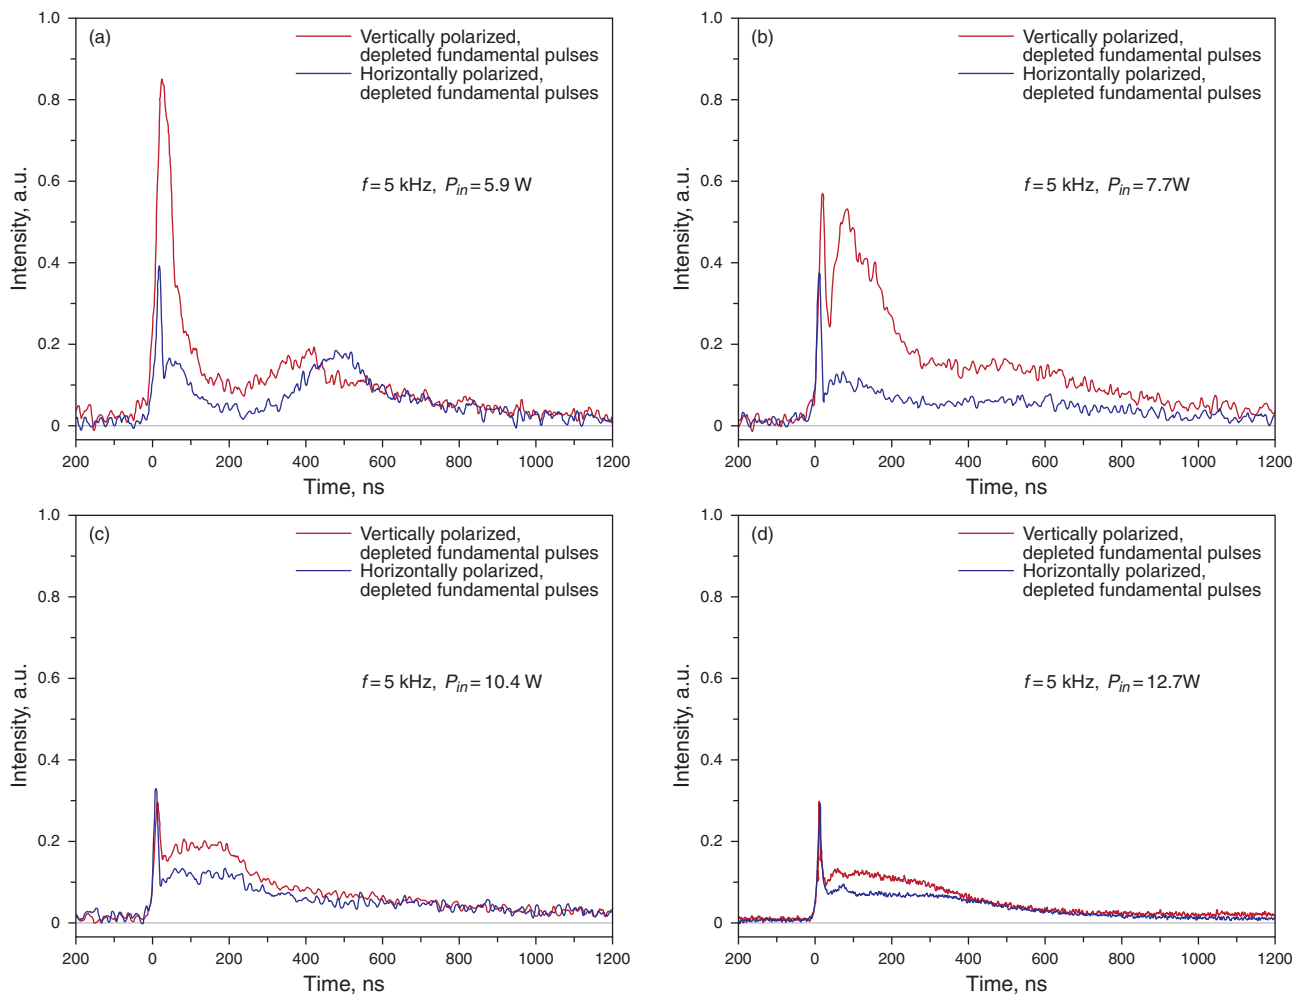 (a)
Vertically polarized,
depleted fundamental pulses
Horizontally polarized,
depleted fundamental pulses
f=5 kHz, Pin=5.9 W
Intensity, a.u.
1.0
0.8
0.6
0.4
0.2
0
200 0 200 400 600 800 1000 1200
Time, ns
(b)
Vertically polarized,
depleted fundamental pulses
Horizontally polarized,
depleted fundamental pulses
f=5 kHz, Pin=7.7W
Intensity, a.u.
1.0
0.8
0.6
0.4
0.2
0
200 0 200 400 600 800 1000 1200
Time, ns
(c)
Vertically polarized,
depleted fundamental pulses
Horizontally polarized,
depleted fundamental pulses
f=5 kHz, Pin=10.4 W
Intensity, a.u.
1.0
0.8
0.6
0.4
0.2
0
200 0 200 400 600 800 1000 1200
Time, ns
(d)
Vertically polarized,
depleted fundamental pulses
Horizontally polarized,
depleted fundamental pulses
f=5 kHz, Pin=12.7W
Intensity, a.u.
1.0
0.8
0.6
0.4
0.2
0
200 0 200 400 600 800 1000 1200
Time, ns